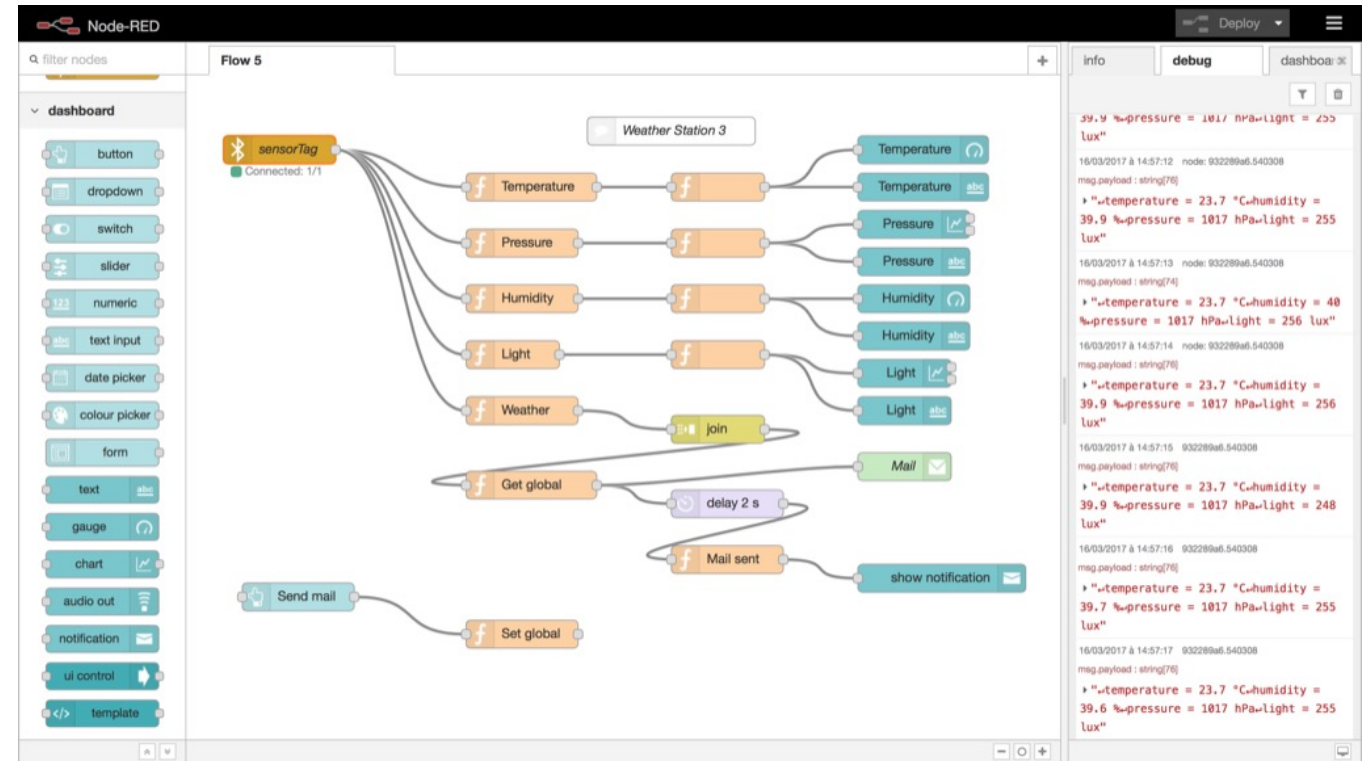 Node-RED
Deploy
filter nodes
dashboard
button
dropdown
switch
slider
123 numeric
abc text input
date picker
colour picker
form
text abc
gauge
chart
audio out
notification
ui control
</> template
Flow 5
Weather Station 3
sensorTag
Connected: 1/1
f Temperature
f
Temperature
Temperature abc
f Pressure
f
Pressure
Pressure abc
f Humidity
f
Humidity
Humidity abc
f Light
f
Light
Light abc
f Weather
join
f Get global
Mail
delay 2 s
f Mail sent
show notification
Send mail
f Set global
info
debug
dashboa
39.9 %↵pressure = 1017 hPa↵light = 255
lux"
16/03/2017 à 14:57:12 node: 932289a6.540308
msg.payload : string[76]
"↵temperature = 23.7 °C↵humidity =
39.9 %↵pressure = 1017 hPa↵light = 255
lux"
16/03/2017 à 14:57:13 node: 932289a6.540308
msg.payload : string[74]
"↵temperature = 23.7 °C↵humidity = 40
%↵pressure = 1017 hPa↵light = 256 lux"
16/03/2017 à 14:57:14 node: 932289a6.540308
msg.payload : string[76]
"↵temperature = 23.7 °C↵humidity =
39.9 %↵pressure = 1017 hPa↵light = 256
lux"
16/03/2017 à 14:57:15 932289a6.540308
msg.payload : string[76]
"↵temperature = 23.7 °C↵humidity =
39.9 %↵pressure = 1017 hPa↵light = 248
lux"
16/03/2017 à 14:57:16 932289a6.540308
msg.payload : string[76]
"↵temperature = 23.7 °C↵humidity =
39.7 %↵pressure = 1017 hPa↵light = 255
lux"
16/03/2017 à 14:57:17 932289a6.540308
msg.payload : string[76]
"↵temperature = 23.7 °C↵humidity =
39.6 %↵pressure = 1017 hPa↵light = 255
lux"